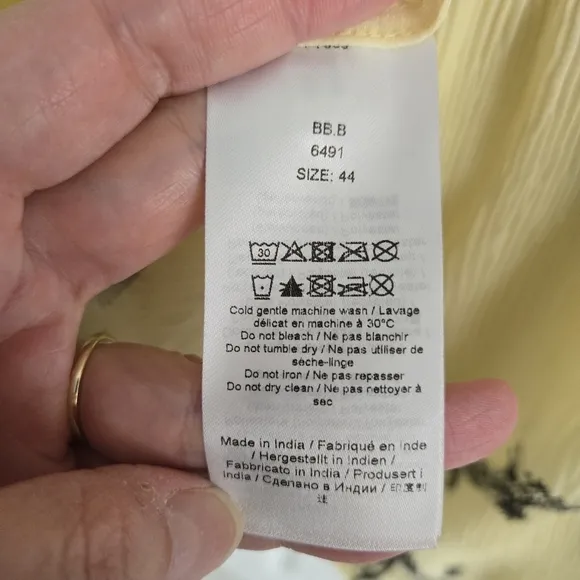 BB.B
6491
SIZE: 44
30
Cold gentle machine wash / Lavage
délicat en machine à 30°C
Do not bleach / Ne pas blanchir
Do not tumble dry / Ne pas utiliser de
sèche-linge
Do not iron / Ne pas repasser
Do not dry clean / Ne pas nettoyer à
sec
Made in India / Fabriqué en Inde
/ Hergestellt in Indien /
Fabbricato in India / Produsert i
India / Сделано в Индии / 印度制
造